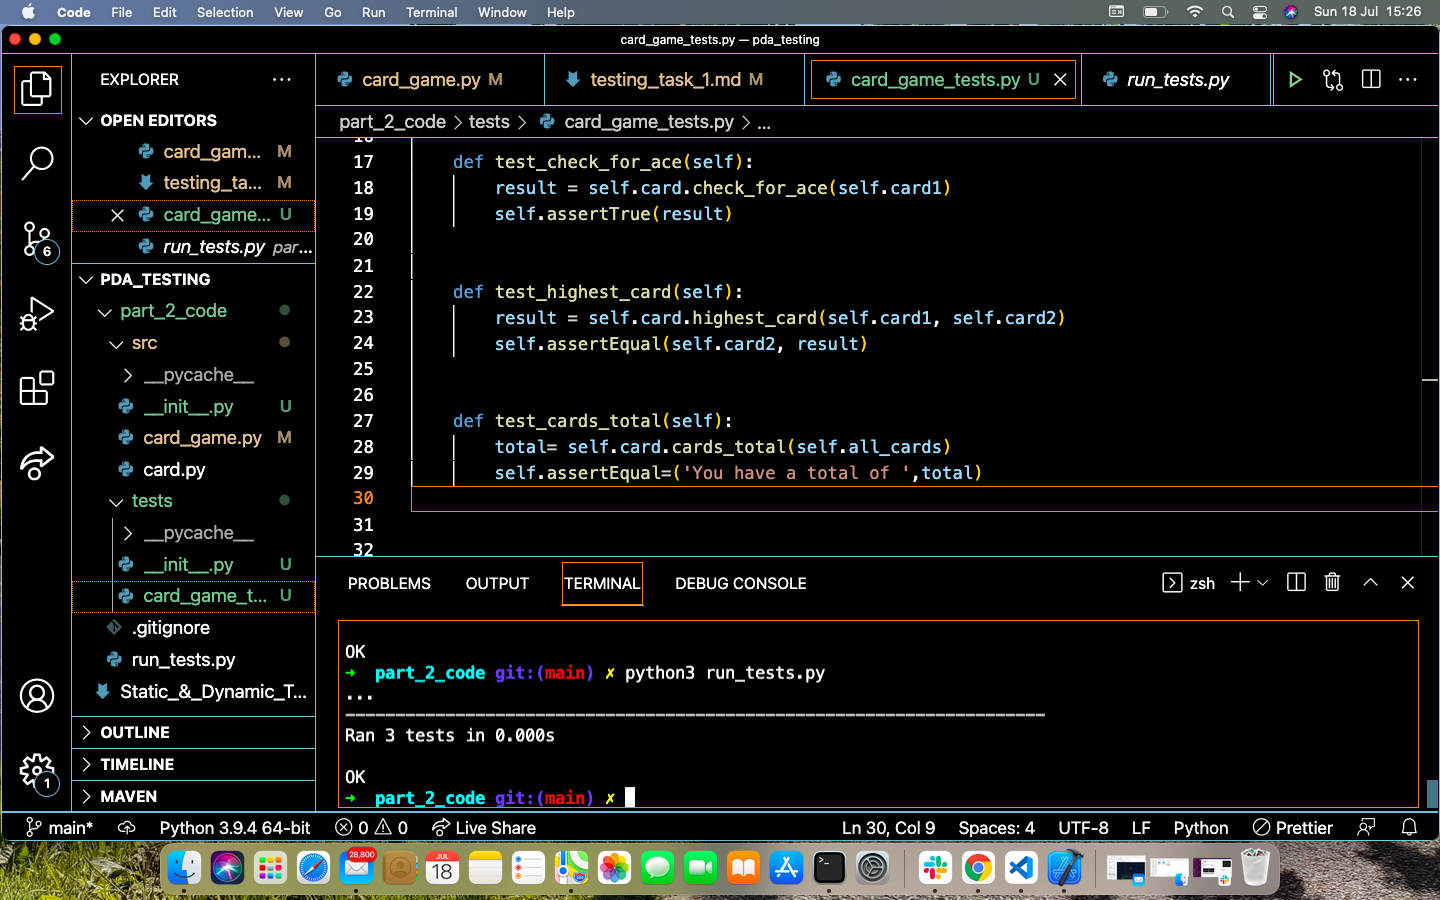 Code File Edit Selection View Go Run Terminal Window Help Sun 18 Jul 15:26
card_game_tests.py — pda_testing
EXPLORER
card_game.py M testing_task_1.md M card_game_tests.py U run_tests.py
part_2_code > tests > card_game_tests.py > ...
OPEN EDITORS
card_gam... M
testing_ta... M
card_game... U
run_tests.py par...
PDA_TESTING
part_2_code
src
__pycache__
__init__.py U
card_game.py M
card.py
tests
__pycache__
__init__.py U
card_game_t... U
.gitignore
run_tests.py
Static_&_Dynamic_T...
OUTLINE
TIMELINE
MAVEN
6
1
16
17 def test_check_for_ace(self):
18 result = self.card.check_for_ace(self.card1)
19 self.assertTrue(result)
20
21
22 def test_highest_card(self):
23 result = self.card.highest_card(self.card1, self.card2)
24 self.assertEqual(self.card2, result)
25
26
27 def test_cards_total(self):
28 total= self.card.cards_total(self.all_cards)
29 self.assertEqual=('You have a total of ',total)
30
31
32
PROBLEMS OUTPUT TERMINAL DEBUG CONSOLE zsh
OK
➜ part_2_code git:(main) ✗ python3 run_tests.py
...
----------------------------------------------------------------------
Ran 3 tests in 0.000s
OK
➜ part_2_code git:(main) ✗
main* Python 3.9.4 64-bit 0 0 Live Share Ln 30, Col 9 Spaces: 4 UTF-8 LF Python Prettier
28,800
JUL
18